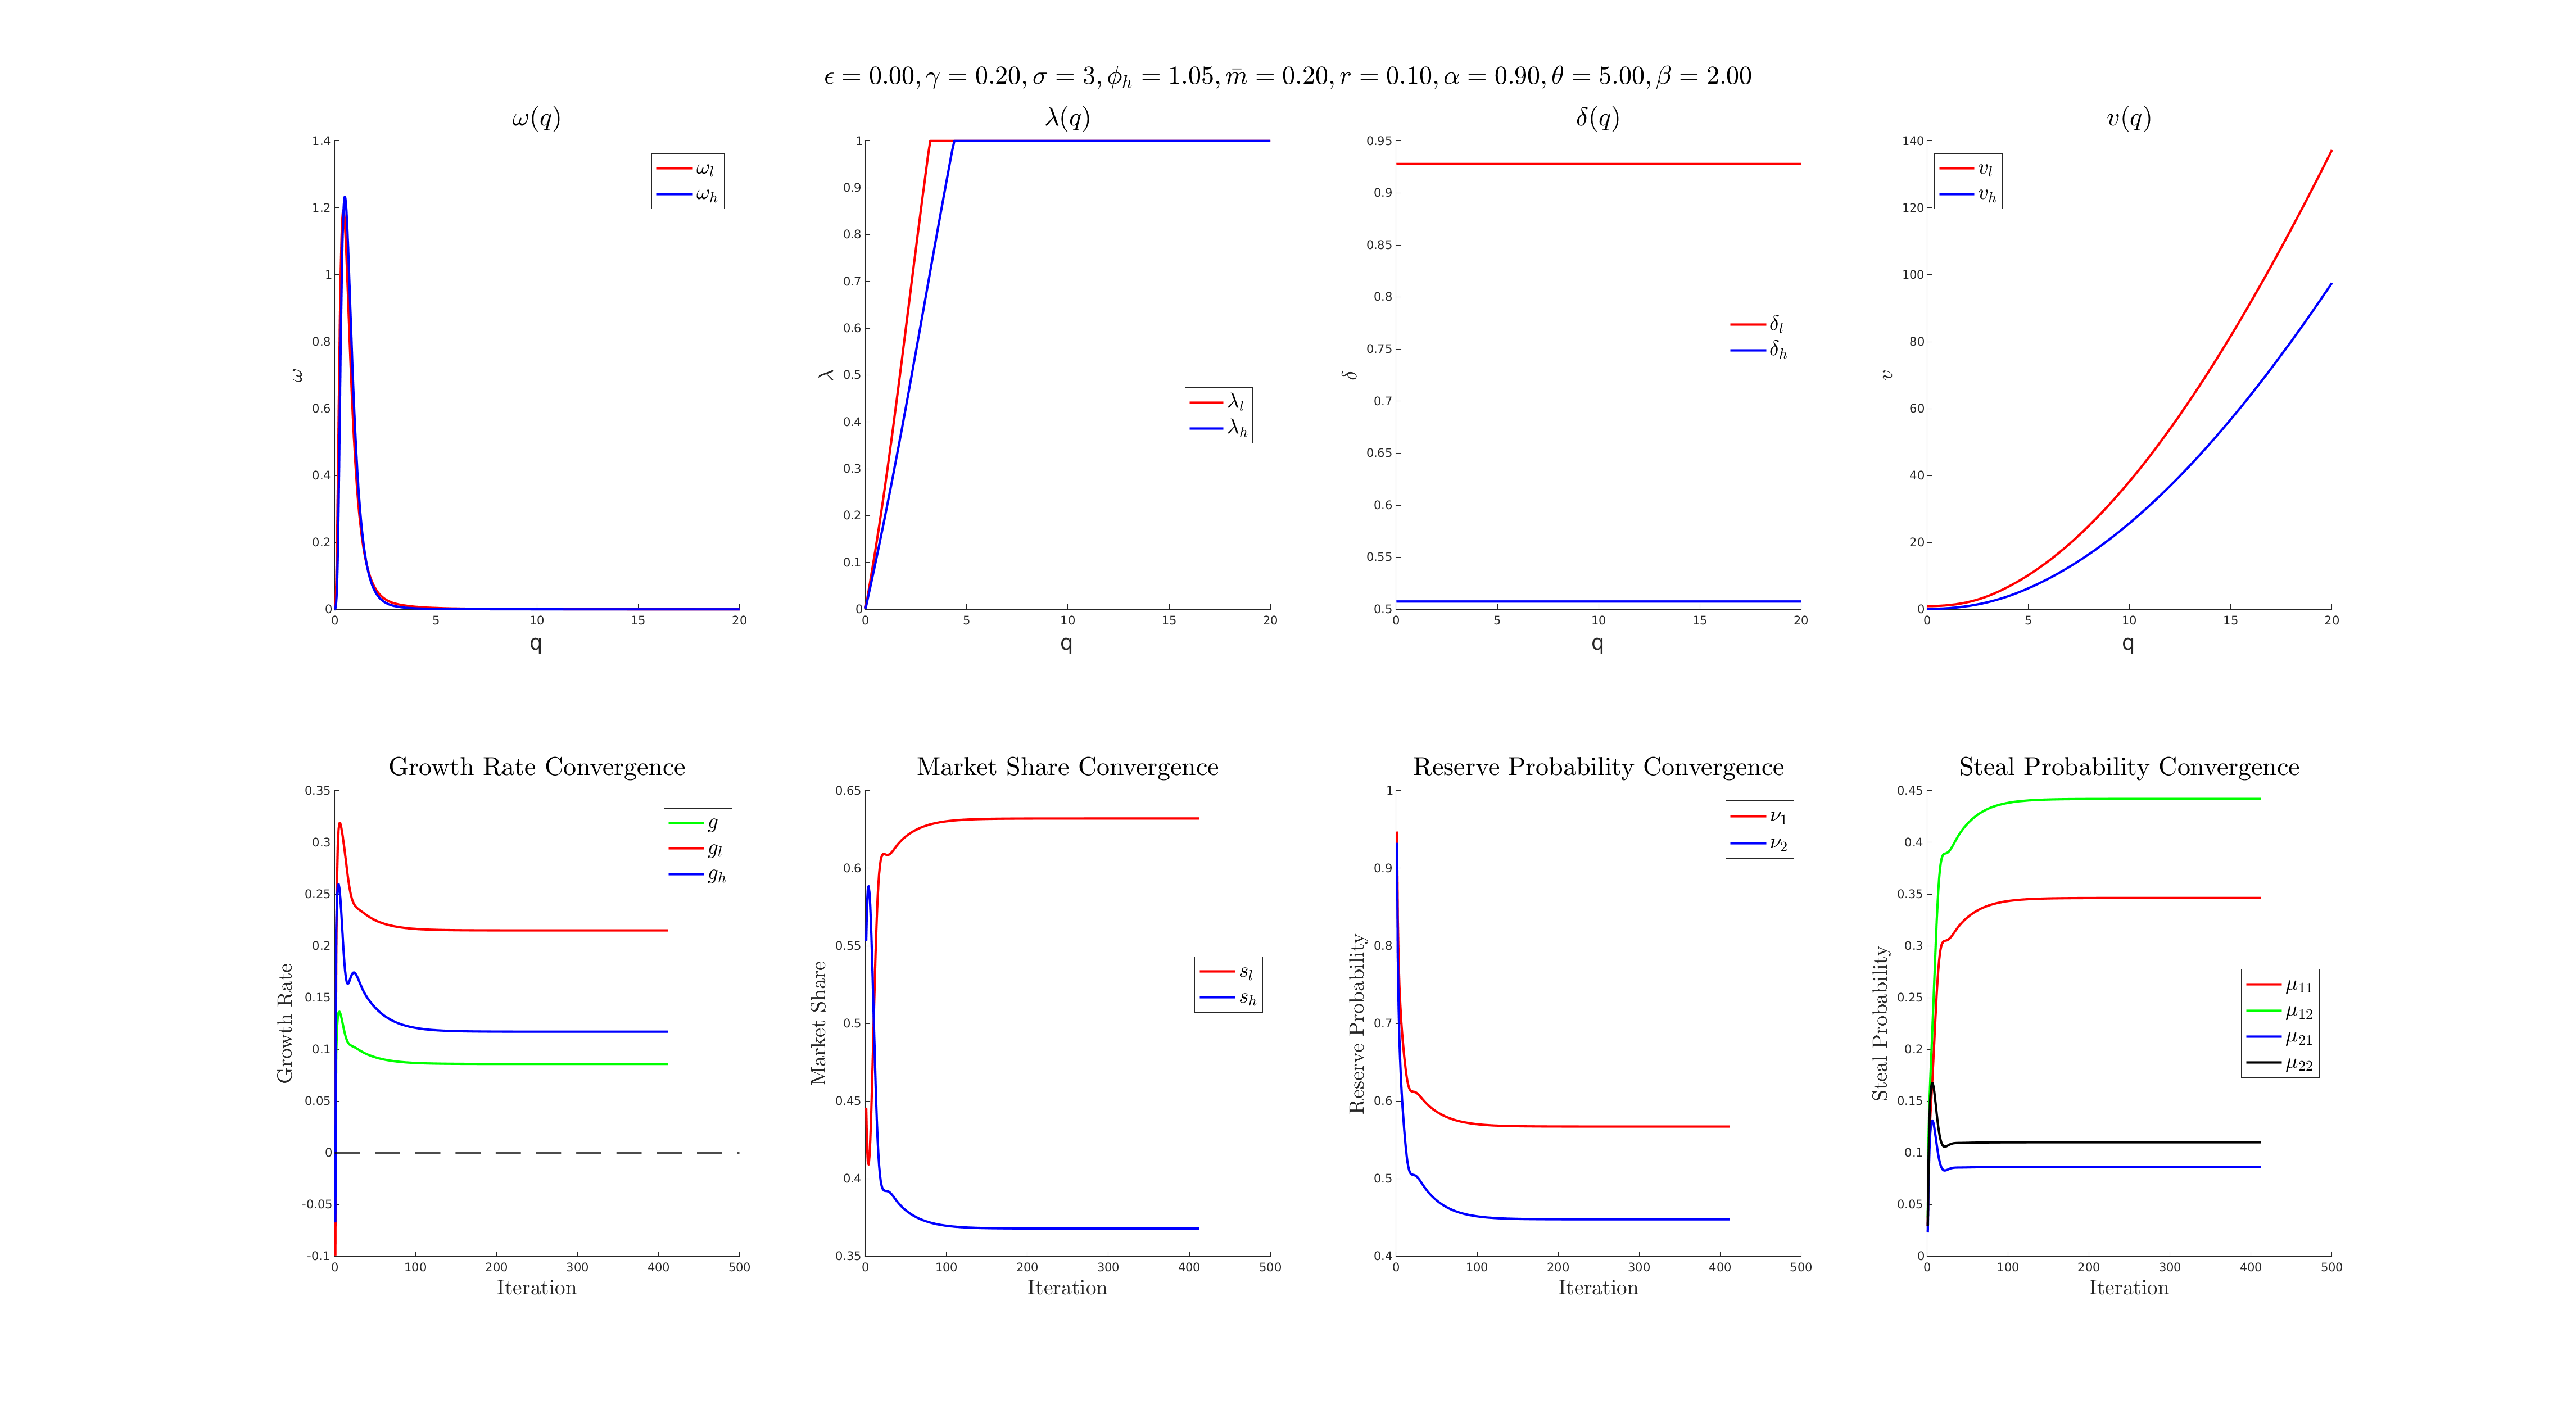 ϵ = 0.00, γ = 0.20, σ = 3, ϕ_h = 1.05, m̄ = 0.20, r = 0.10, α = 0.90, θ = 5.00, β = 2.00
ω(q)
1.4
1.2
1
0.8
0.6
0.4
0.2
0
ω
ω_l
ω_h
0 5 10 15 20
q
λ(q)
1
0.9
0.8
0.7
0.6
0.5
0.4
0.3
0.2
0.1
0
λ
λ_l
λ_h
0 5 10 15 20
q
δ(q)
0.95
0.9
0.85
0.8
0.75
0.7
0.65
0.6
0.55
0.5
δ
δ_l
δ_h
0 5 10 15 20
q
v(q)
140
120
100
80
60
40
20
0
v
v_l
v_h
0 5 10 15 20
q
Growth Rate Convergence
0.35
0.3
0.25
0.2
0.15
0.1
0.05
0
-0.05
-0.1
Growth Rate
g
g_l
g_h
0 100 200 300 400 500
Iteration
Market Share Convergence
0.65
0.6
0.55
0.5
0.45
0.4
0.35
Market Share
s_l
s_h
0 100 200 300 400 500
Iteration
Reserve Probability Convergence
1
0.9
0.8
0.7
0.6
0.5
0.4
Reserve Probability
ν_1
ν_2
0 100 200 300 400 500
Iteration
Steal Probability Convergence
0.45
0.4
0.35
0.3
0.25
0.2
0.15
0.1
0.05
0
Steal Probability
μ_11
μ_12
μ_21
μ_22
0 100 200 300 400 500
Iteration